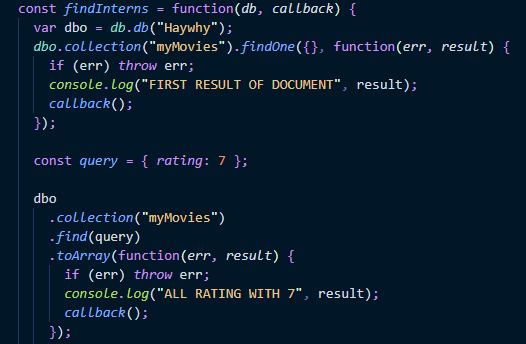 const findInterns = function(db, callback) {
var dbo = db.db("Haywhy");
dbo.collection("myMovies").findOne({}, function(err, result) {
if (err) throw err;
console.log("FIRST RESULT OF DOCUMENT", result);
callback();
});
const query = { rating: 7 };
dbo
.collection("myMovies")
.find(query)
.toArray(function(err, result) {
if (err) throw err;
console.log("ALL RATING WITH 7", result);
callback();
});